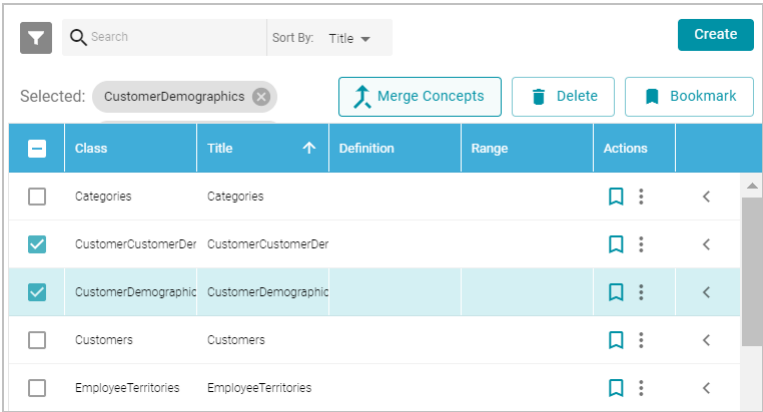 Search Sort By: Title Create
Selected: CustomerDemographics Merge Concepts Delete Bookmark
Class Title Definition Range Actions
Categories Categories
CustomerCustomerDer CustomerCustomerDer
CustomerDemographic CustomerDemographic
Customers Customers
EmployeeTerritories EmployeeTerritories